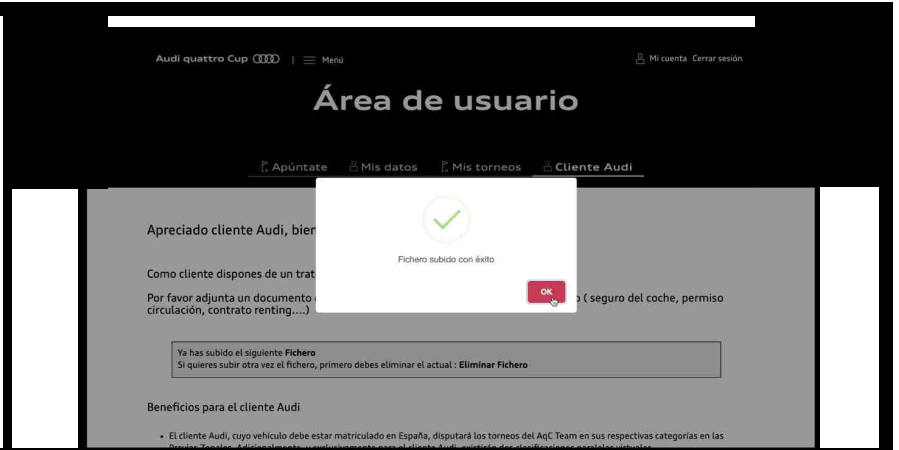 Audi quattro Cup | Menú Mi cuenta Cerrar sesión
Área de usuario
Apúntate Mis datos Mis torneos Cliente Audi
Apreciado cliente Audi, bien
Fichero subido con éxito
OK
Como cliente dispones de un trat
Por favor adjunta un documento ( seguro del coche, permiso
circulación, contrato renting....)
Ya has subido el siguiente Fichero
Si quieres subir otra vez el fichero, primero debes eliminar el actual : Eliminar Fichero
Beneficios para el cliente Audi
• El cliente Audi, cuyo vehículo debe estar matriculado en España, disputará los torneos del AqC Team en sus respectivas categorías en las